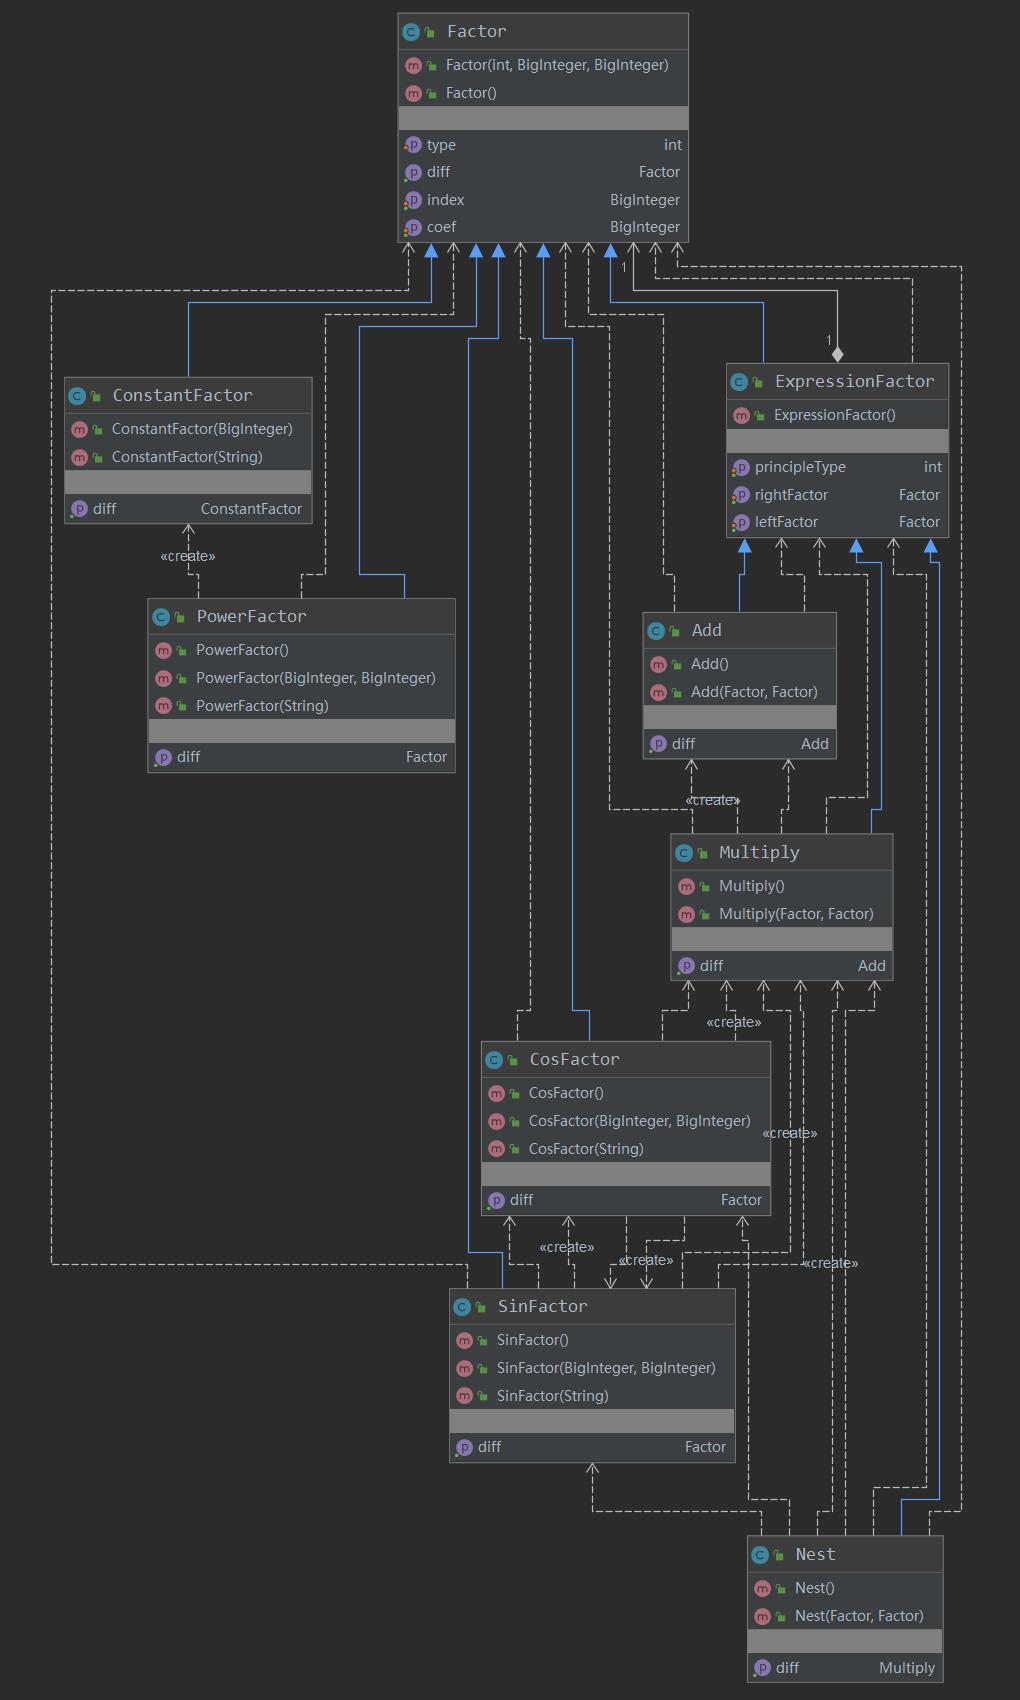 Factor
Factor(int, BigInteger, BigInteger)
Factor()
type int
diff Factor
index BigInteger
coef BigInteger
1
1
ConstantFactor
ConstantFactor(BigInteger)
ConstantFactor(String)
diff ConstantFactor
ExpressionFactor
ExpressionFactor()
principleType int
rightFactor Factor
leftFactor Factor
«create»
PowerFactor
PowerFactor()
PowerFactor(BigInteger, BigInteger)
PowerFactor(String)
diff Factor
Add
Add()
Add(Factor, Factor)
diff Add
«create»
Multiply
Multiply()
Multiply(Factor, Factor)
diff Add
«create»
CosFactor
CosFactor()
CosFactor(BigInteger, BigInteger)
CosFactor(String)
diff Factor
«create»
«create»
«create»
«create»
SinFactor
SinFactor()
SinFactor(BigInteger, BigInteger)
SinFactor(String)
diff Factor
Nest
Nest()
Nest(Factor, Factor)
diff Multiply